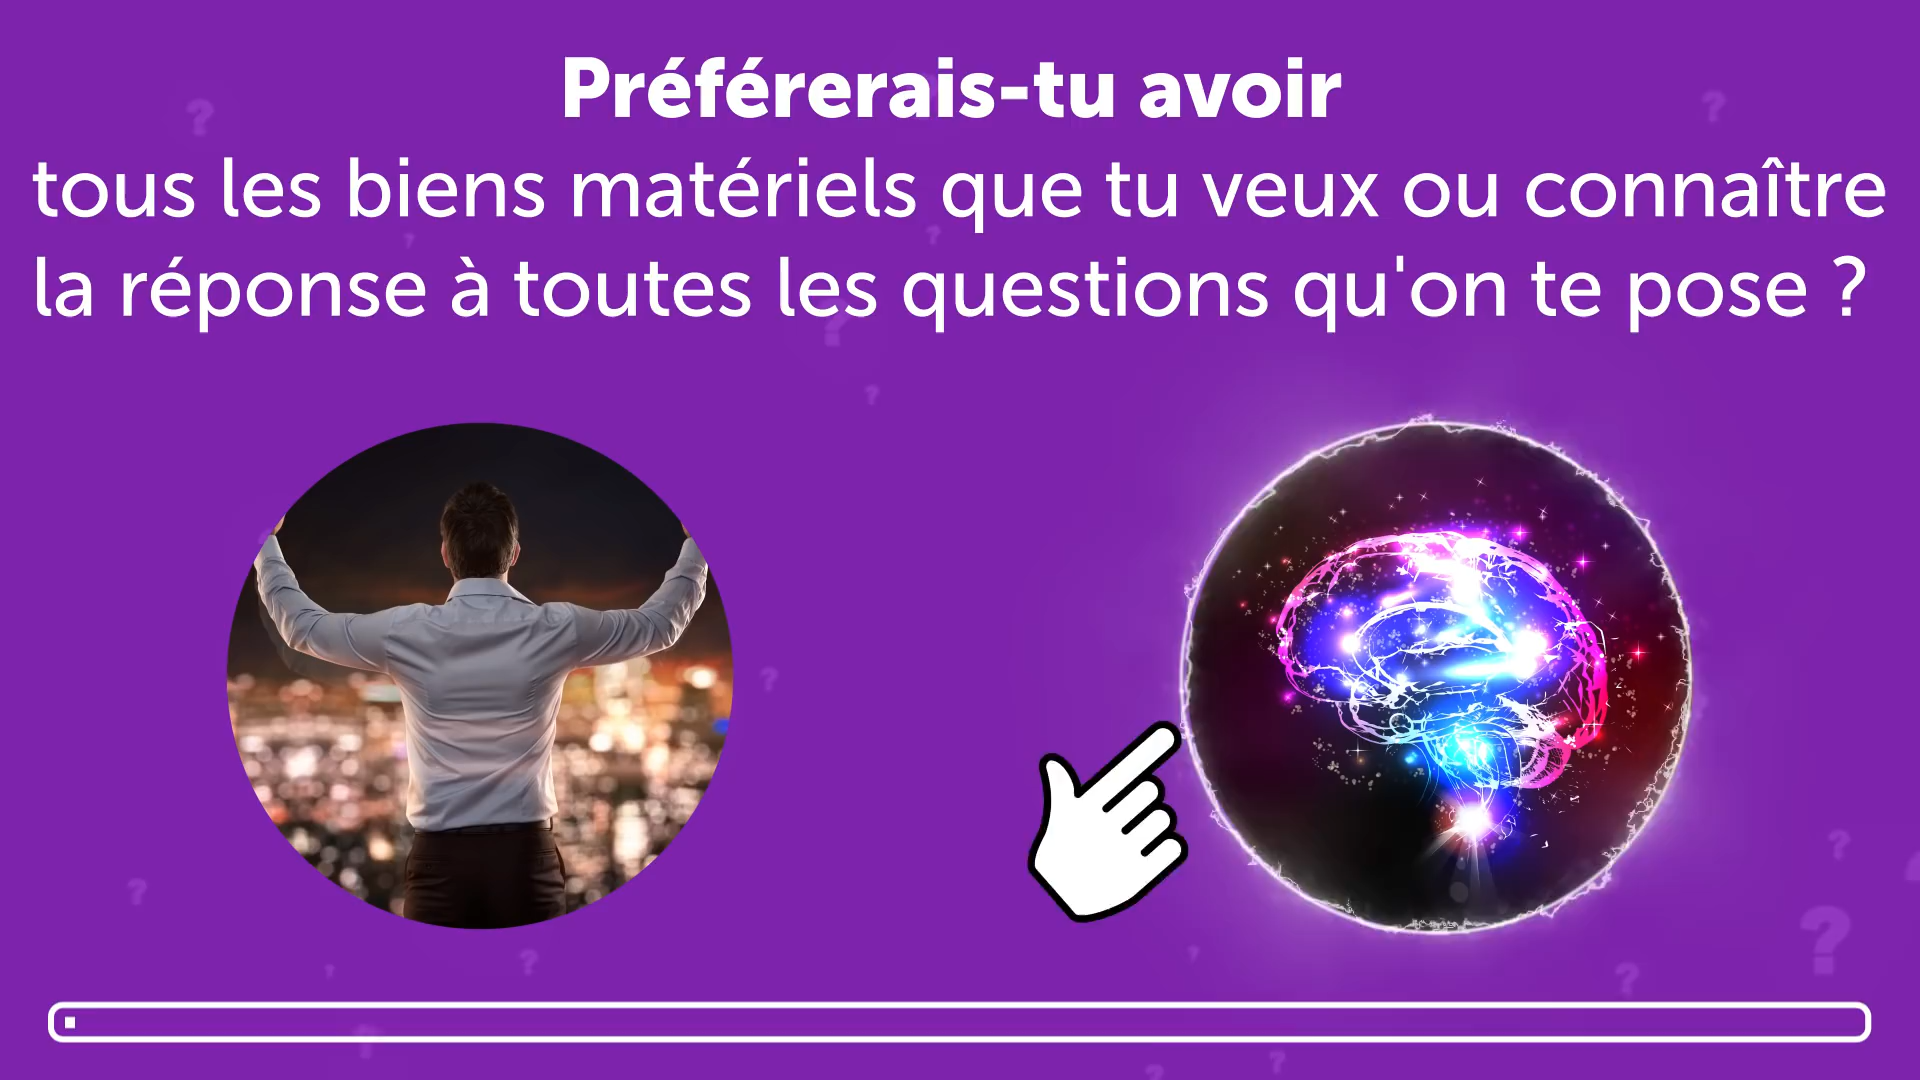 Préférerais-tu avoir
tous les biens matériels que tu veux ou connaître
la réponse à toutes les questions qu'on te pose ?